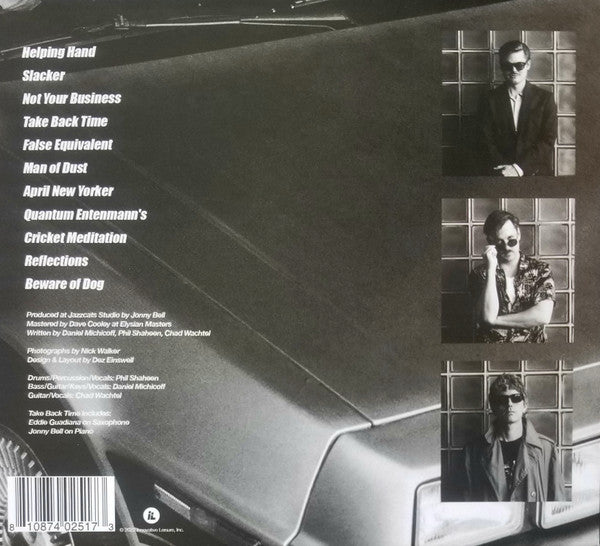 Helping Hand
Slacker
Not Your Business
Take Back Time
False Equivalent
Man of Dust
April New Yorker
Quantum Entenmann's
Cricket Meditation
Reflections
Beware of Dog
Produced at Jazzcats Studio by Jonny Bell
Mastered by Dave Cooley at Elysian Masters
Written by Daniel Michicoff, Phil Shaheen, Chad Wachtel
Photographs by Nick Walker
Design & Layout by Dez Einswell
Drums/Percussion/Vocals: Phil Shaheen
Bass/Guitar/Keys/Vocals: Daniel Michicoff
Guitar/Vocals: Chad Wachtel
Take Back Time Includes:
Eddie Guadiana on Saxophone
Jonny Bell on Piano
8 10874 02517 3
iL
Innovative Leisure, Inc.